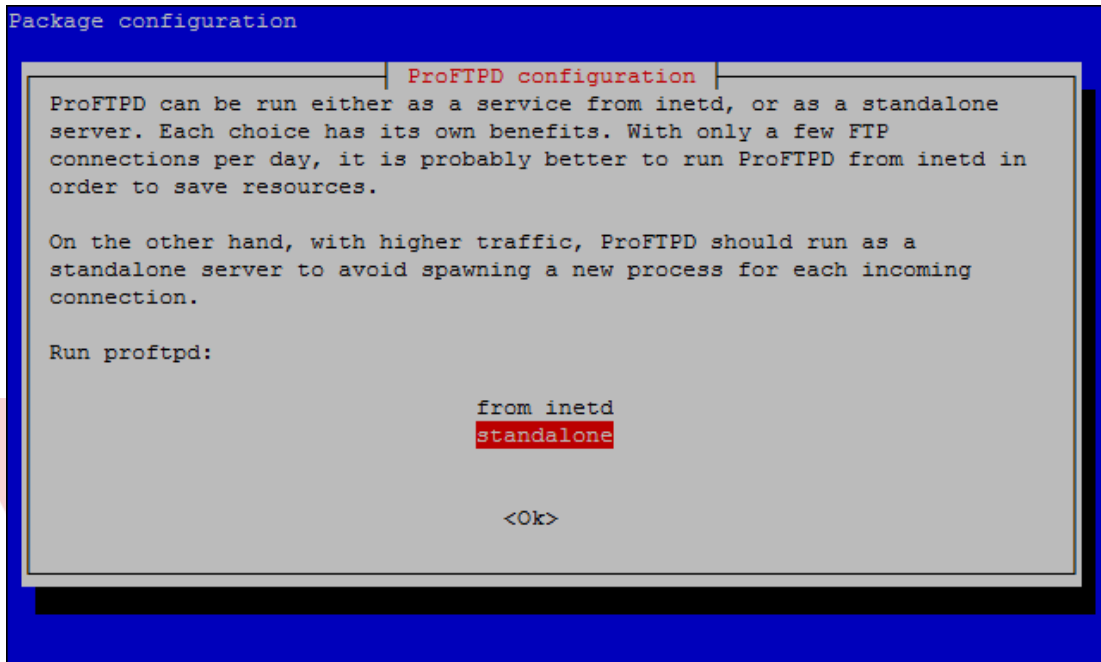 Package configuration
ProFTPD configuration
ProFTPD can be run either as a service from inetd, or as a standalone
server. Each choice has its own benefits. With only a few FTP
connections per day, it is probably better to run ProFTPD from inetd in
order to save resources.
On the other hand, with higher traffic, ProFTPD should run as a
standalone server to avoid spawning a new process for each incoming
connection.
Run proftpd:
from inetd
standalone
<Ok>